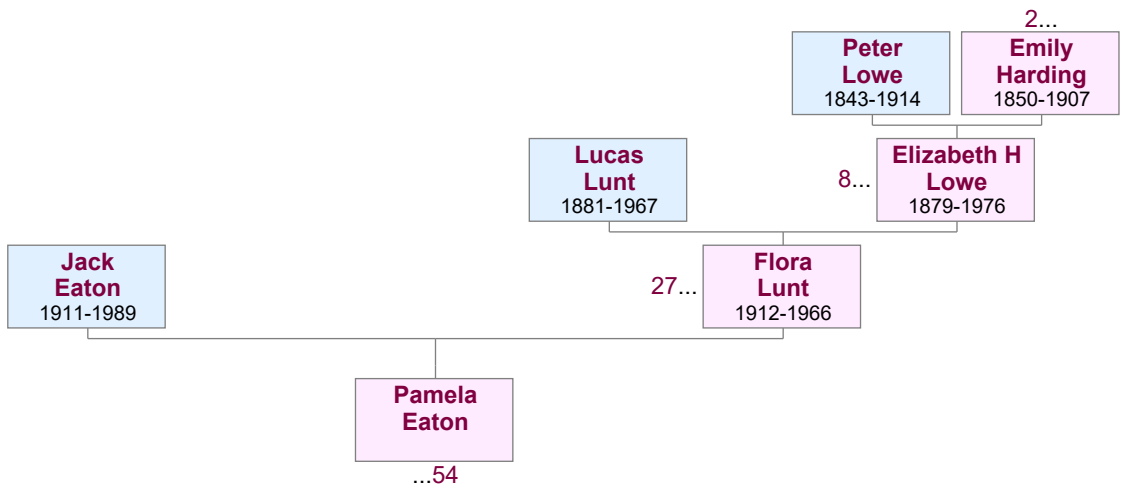 2...
Peter
Lowe
1843-1914
Emily
Harding
1850-1907
Lucas
Lunt
1881-1967
8...
Elizabeth H
Lowe
1879-1976
Jack
Eaton
1911-1989
27...
Flora
Lunt
1912-1966
Pamela
Eaton
...54